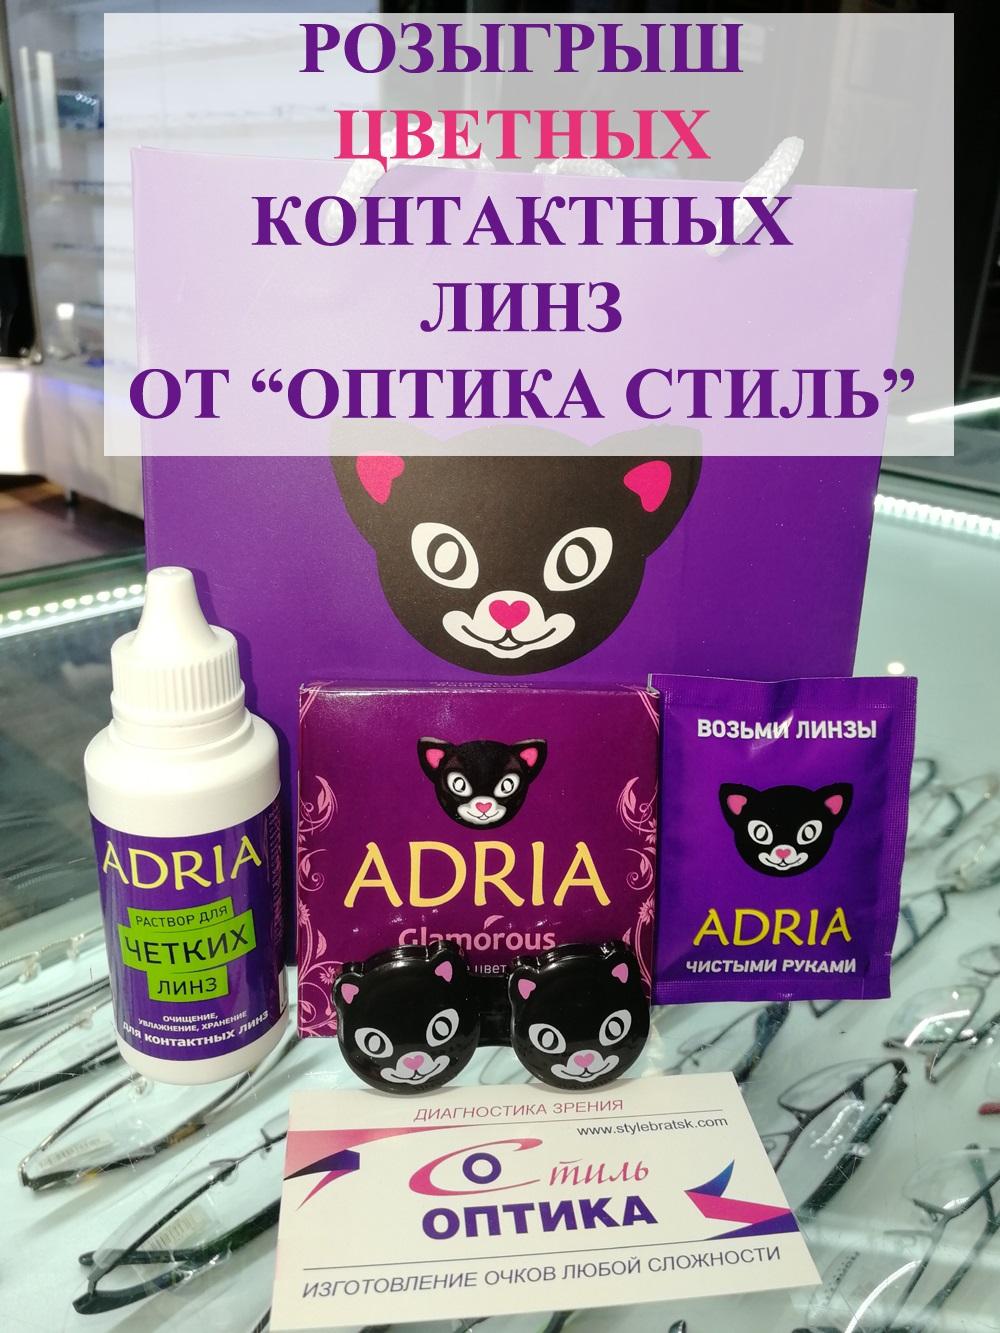 РОЗЫГРЫШ
ЦВЕТНЫХ
КОНТАКТНЫХ
ЛИНЗ
ОТ “ОПТИКА СТИЛЬ”
ADRIA
РАСТВОР ДЛЯ
ЧЕТКИХ
ЛИНЗ
ОЧИЩЕНИЕ,
УВЛАЖНЕНИЕ, ХРАНЕНИЕ
для контактных линз
ADRIA
Glamorous
ВОЗЬМИ ЛИНЗЫ
ADRIA
ЧИСТЫМИ РУКАМИ
ДИАГНОСТИКА ЗРЕНИЯ
www.stylebratsk.com
Стиль
ОПТИКА
ИЗГОТОВЛЕНИЕ ОЧКОВ ЛЮБОЙ СЛОЖНОСТИ